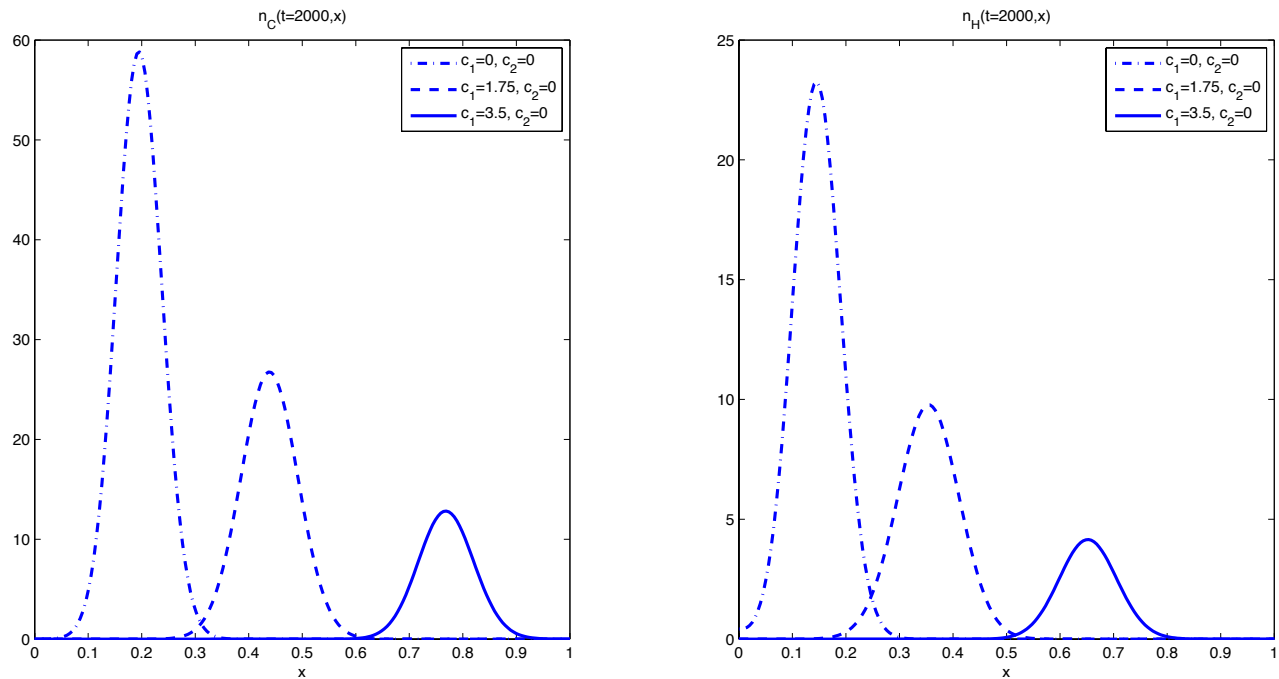 n_C(t=2000,x)
60
50
40
30
20
10
0
0 0.1 0.2 0.3 0.4 0.5 0.6 0.7 0.8 0.9 1
x
c_1=0, c_2=0
c_1=1.75, c_2=0
c_1=3.5, c_2=0
n_H(t=2000,x)
25
20
15
10
5
0
0 0.1 0.2 0.3 0.4 0.5 0.6 0.7 0.8 0.9 1
x
c_1=0, c_2=0
c_1=1.75, c_2=0
c_1=3.5, c_2=0